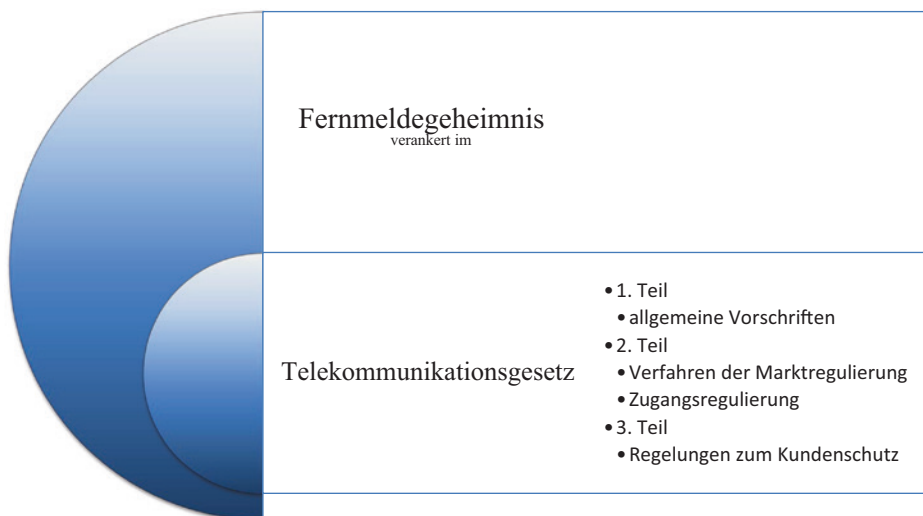 Fernmeldegeheimnis
verankert im
Telekommunikationsgesetz
•1. Teil
•allgemeine Vorschriften
•2. Teil
•Verfahren der Marktregulierung
•Zugangsregulierung
•3. Teil
•Regelungen zum Kundenschutz